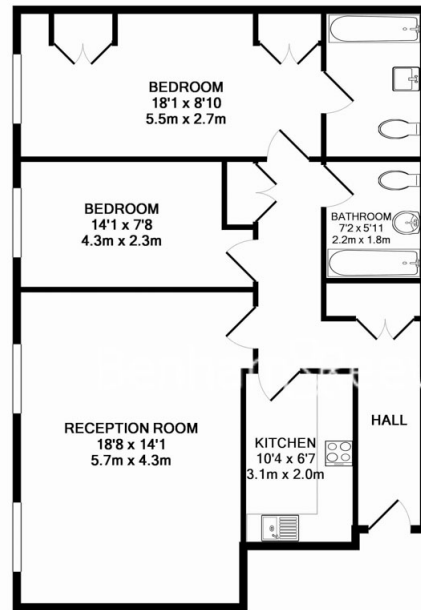 BEDROOM
18'1 x 8'10
5.5m x 2.7m
BEDROOM
14'1 x 7'8
4.3m x 2.3m
BATHROOM
7'2 x 5'11
2.2m x 1.8m
RECEPTION ROOM
18'8 x 14'1
5.7m x 4.3m
KITCHEN
10'4 x 6'7
3.1m x 2.0m
HALL